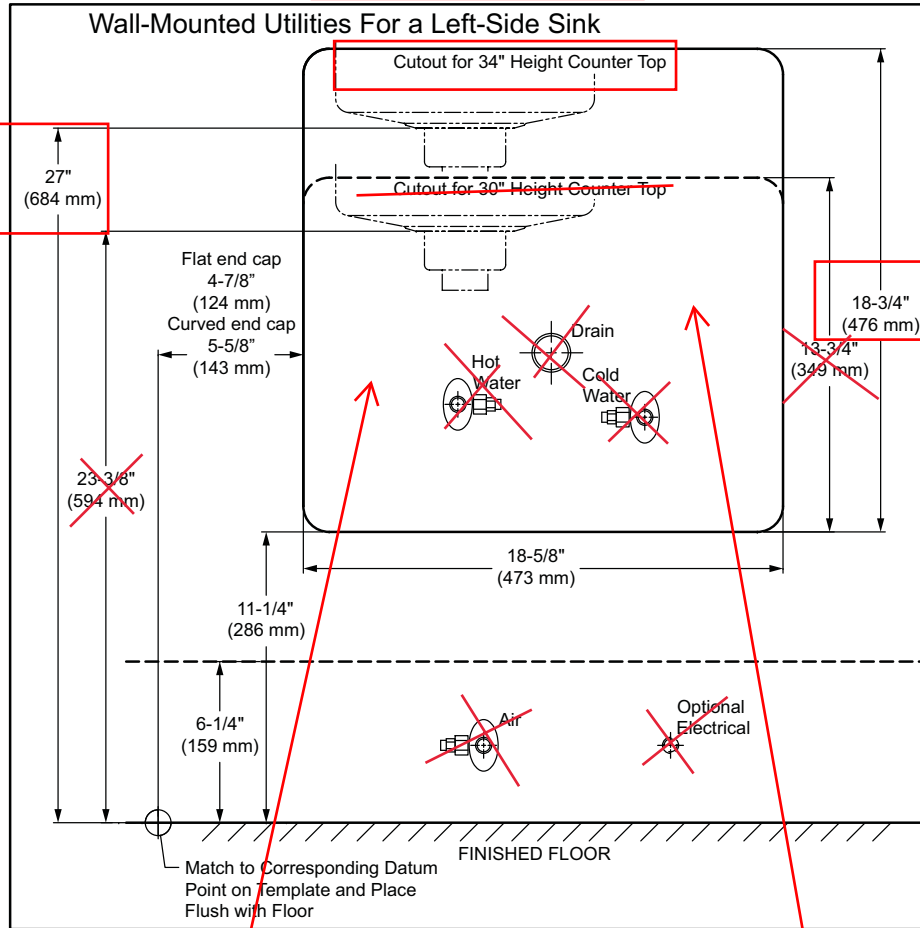 Wall-Mounted Utilities For a Left-Side Sink
Cutout for 34" Height Counter Top
27"
(684 mm)
Cutout for 30" Height Counter Top
Flat end cap
4-7/8”
(124 mm)
Curved end cap
5-5/8”
(143 mm)
18-3/4"
(476 mm)
13-3/4"
(349 mm)
Drain
Hot
Water
Cold
Water
23-3/8"
(594 mm)
18-5/8"
(473 mm)
11-1/4"
(286 mm)
6-1/4"
(159 mm)
Air
Optional
Electrical
FINISHED FLOOR
Match to Corresponding Datum
Point on Template and Place
Flush with Floor